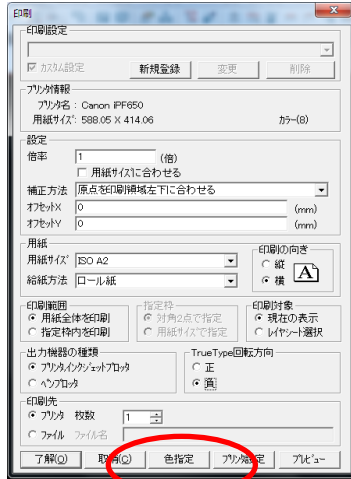 印刷
印刷設定
カスタム設定 新規登録 変更 削除
プリンタ情報
プリンタ名 : Canon iPF650
用紙サイズ: 588.05 X 414.06 カラー(8)
設定
倍率 1 (倍)
用紙サイズに合わせる
補正方法 原点を印刷領域左下に合わせる
オフセットX 0 (mm)
オフセットY 0 (mm)
用紙
用紙サイズ ISO A2
給紙方法 ロール紙
印刷の向き
縦
横
A
印刷範囲
用紙全体を印刷
指定枠内を印刷
指定枠
対角2点で指定
用紙サイズで指定
印刷対象
現在の表示
レイヤシート選択
出力機器の種類
プリンタ,インクジェットプロッタ
ペンプロッタ
TrueType回転方向
正
負
印刷先
プリンタ 枚数 1
ファイル ファイル名
了解(O) 取消(C) 色指定 プリンタ設定 プレビュー